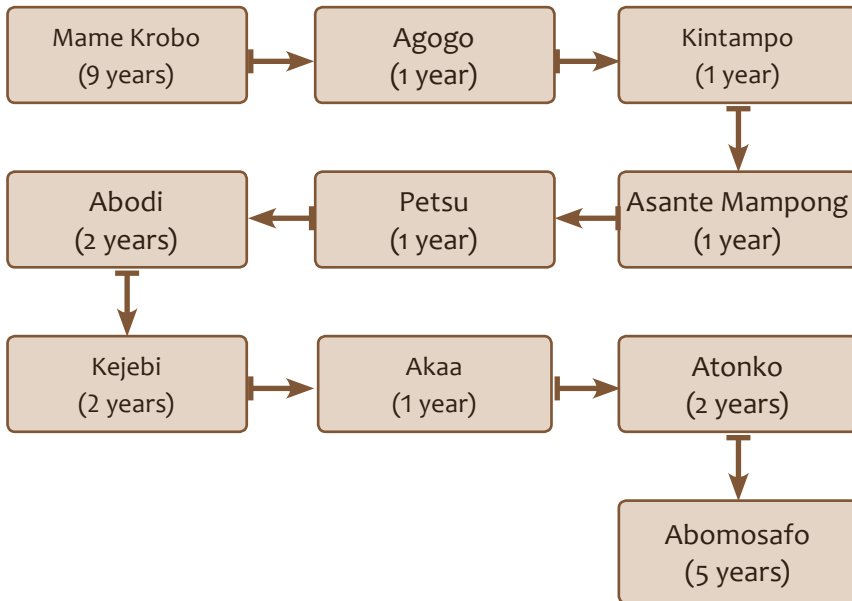 Mame Krobo
(9 years)
Agogo
(1 year)
Kintampo
(1 year)
Asante Mampong
(1 year)
Petsu
(1 year)
Abodi
(2 years)
Kejebi
(2 years)
Akaa
(1 year)
Atonko
(2 years)
Abomosafo
(5 years)